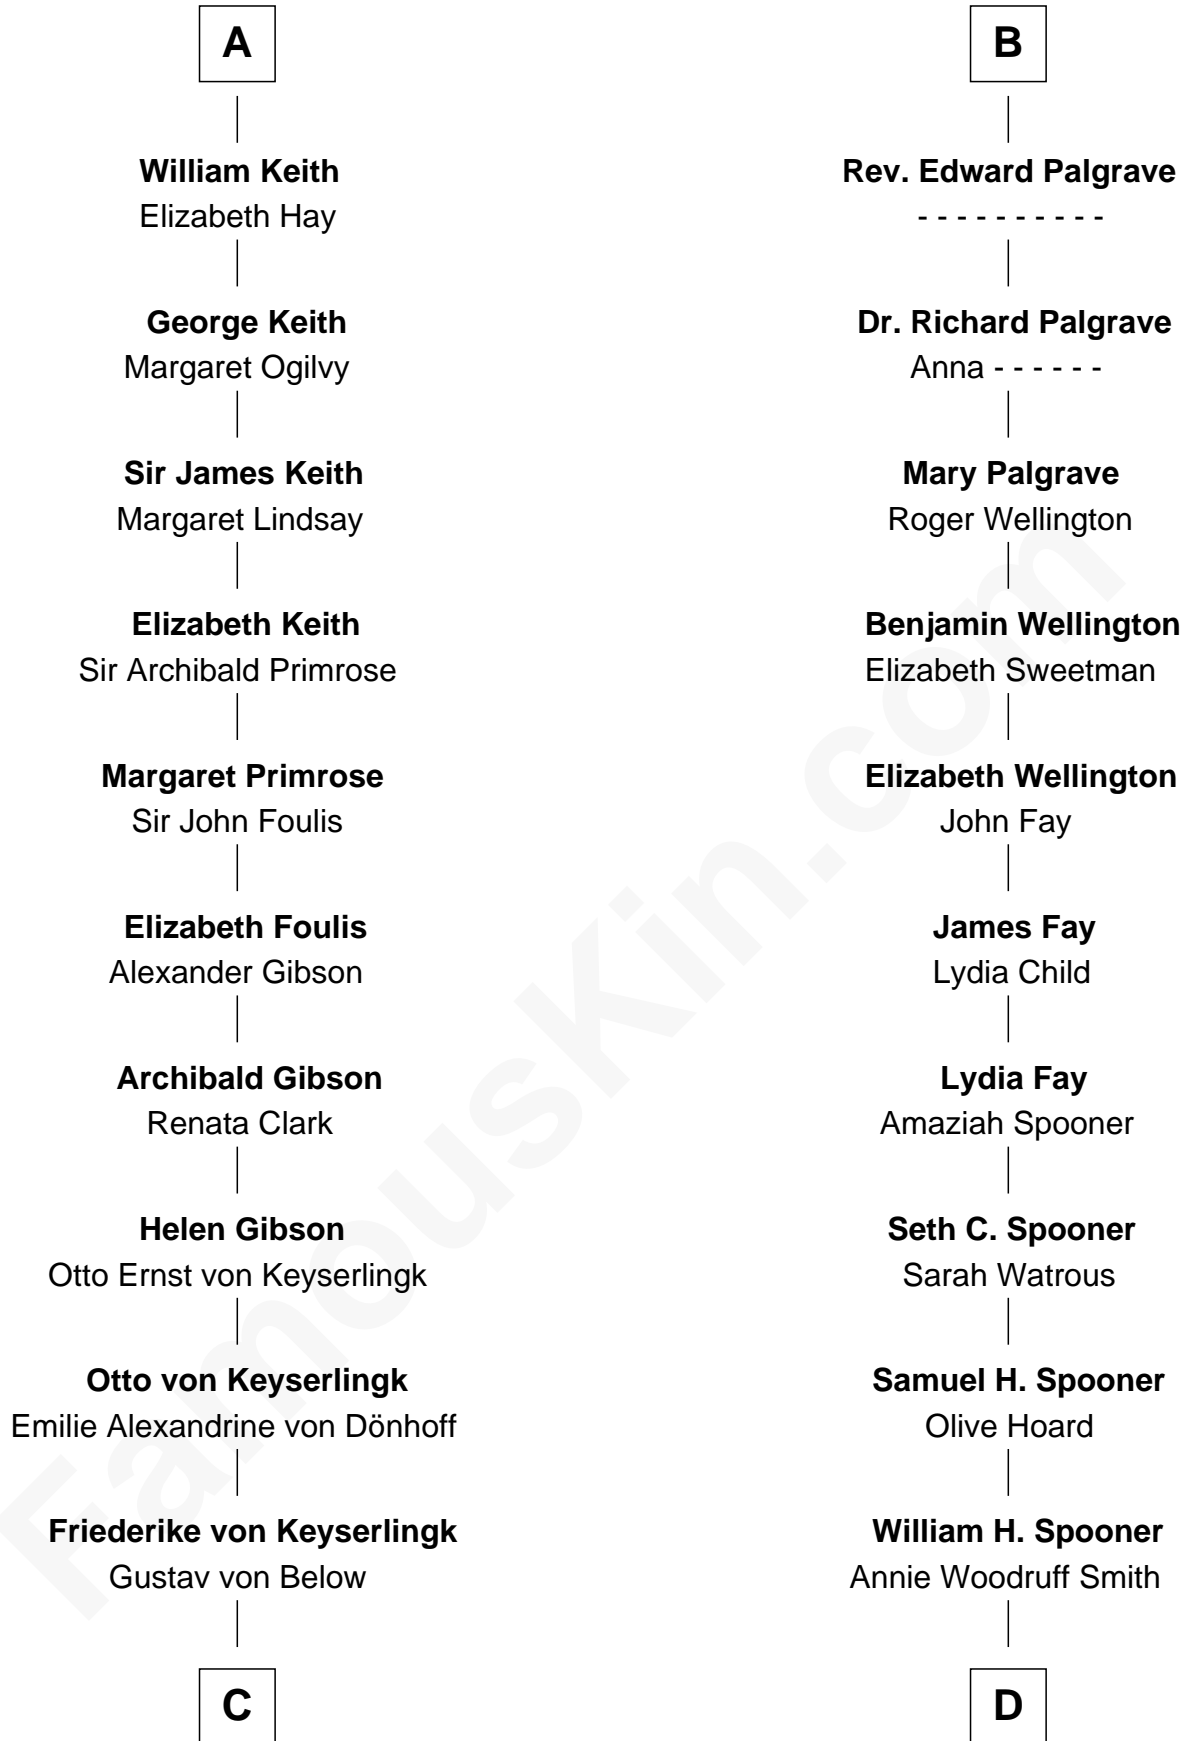 A
William Keith
Elizabeth Hay
George Keith
Margaret Ogilvy
Sir James Keith
Margaret Lindsay
Elizabeth Keith
Sir Archibald Primrose
Margaret Primrose
Sir John Foulis
Elizabeth Foulis
Alexander Gibson
Archibald Gibson
Renata Clark
Helen Gibson
Otto Ernst von Keyserlingk
Otto von Keyserlingk
Emilie Alexandrine von Dönhoff
Friederike von Keyserlingk
Gustav von Below
C
B
Rev. Edward Palgrave
- - - - - - - - - -
Dr. Richard Palgrave
Anna - - - - - -
Mary Palgrave
Roger Wellington
Benjamin Wellington
Elizabeth Sweetman
Elizabeth Wellington
John Fay
James Fay
Lydia Child
Lydia Fay
Amaziah Spooner
Seth C. Spooner
Sarah Watrous
Samuel H. Spooner
Olive Hoard
William H. Spooner
Annie Woodruff Smith
D
FamousKin.com